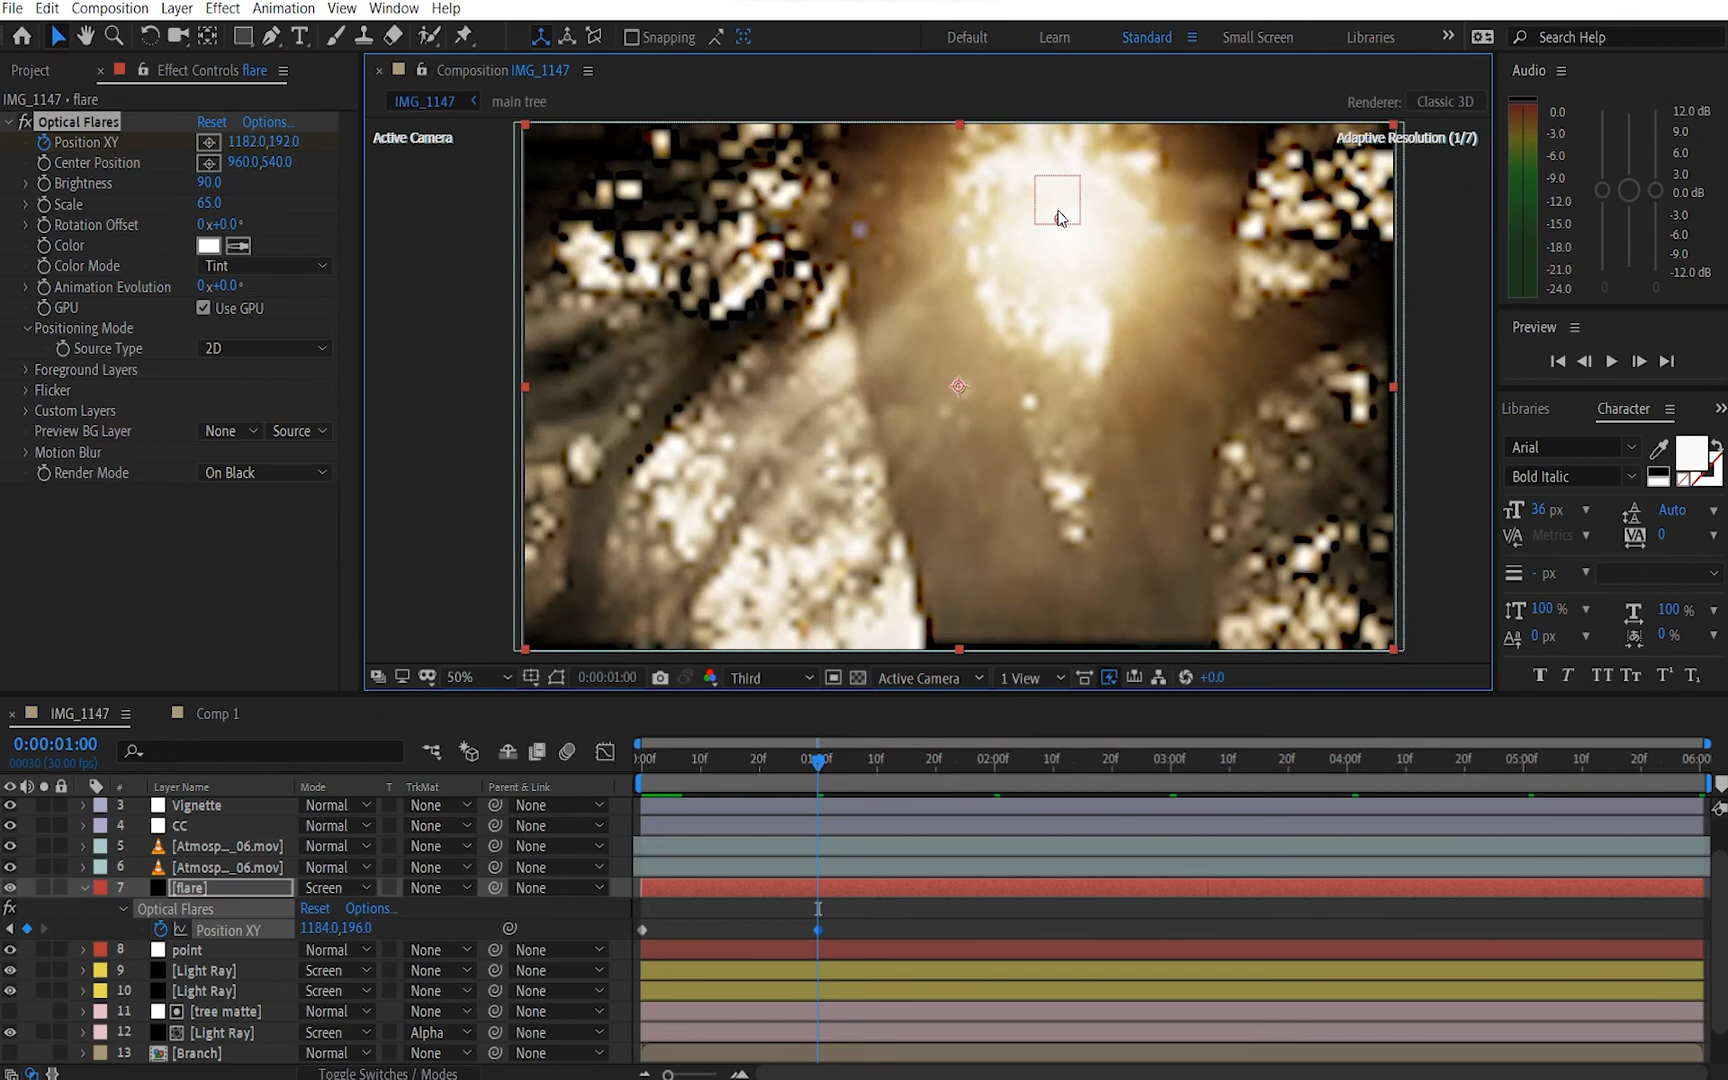 File Edit Composition Layer Effect Animation View Window Help
Snapping Default Learn Standard Small Screen Libraries Search Help
Project Effect Controls flare
Composition IMG_1147
Audio
IMG_1147 • flare
IMG_1147 main tree
Renderer: Classic 3D
fx Optical Flares Reset Options...
Position XY 1182.0,192.0
Center Position 960.0,540.0
Brightness 90.0
Scale 65.0
Rotation Offset 0x+0.0°
Color
Color Mode Tint
Animation Evolution 0x+0.0°
GPU Use GPU
Positioning Mode
Source Type 2D
Foreground Layers
Flicker
Custom Layers
Preview BG Layer None Source
Motion Blur
Render Mode On Black
Active Camera
Adaptive Resolution (1/7)
0.0
-3.0
-6.0
-9.0
-12.0
-15.0
-18.0
-21.0
-24.0
12.0 dB
9.0
6.0
3.0
0.0 dB
-3.0
-6.0
-9.0
-12.0 dB
0 0
Preview
Libraries Character
Arial
Bold Italic
36 px Auto
Metrics VA 0
- px
100 % 100 %
0 px 0 %
T T TT Tт T¹ T₁
50% 0:00:01:00 Third Active Camera 1 View +0.0
IMG_1147 Comp 1
0:00:01:00
00030 (30.00 fps)
:00f 10f 20f 01:00f 10f 20f 02:00f 10f 20f 03:00f 10f 20f 04:00f 10f 20f 05:00f 10f 20f 06:00
# Layer Name Mode T TrkMat Parent & Link
3 Vignette Normal None None
4 CC Normal None None
5 [Atmosp..._06.mov] Normal None None
6 [Atmosp..._06.mov] Normal None None
7 [flare] Screen None None
fx Optical Flares Reset Options...
Position XY 1184.0,196.0
8 point Normal None None
9 [Light Ray] Screen None None
10 [Light Ray] Screen None None
11 [tree matte] Normal None None
12 [Light Ray] Screen Alpha None
13 [Branch] Normal None None
Toggle Switches / Modes